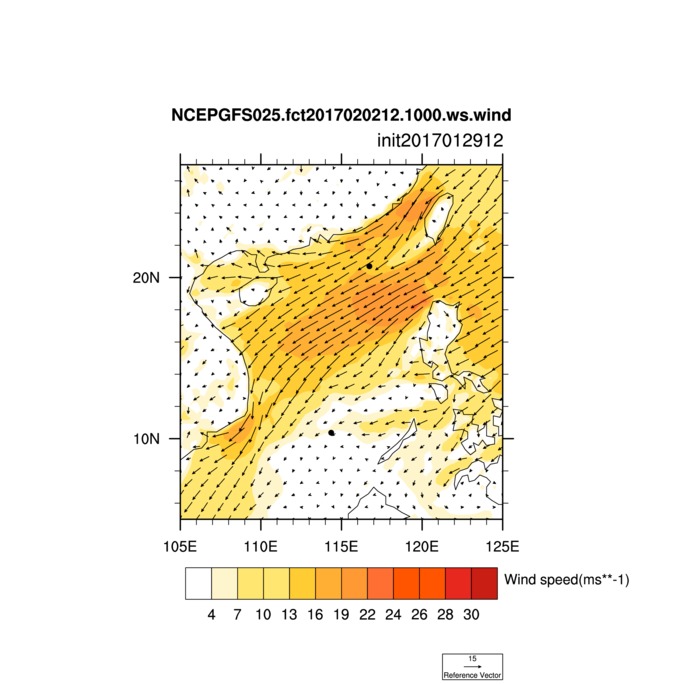 NCEPGFS025.fct2017020212.1000.ws.wind
init2017012912
20N
10N
105E 110E 115E 120E 125E
Wind speed(ms**-1)
4 7 10 13 16 19 22 24 26 28 30
15
Reference Vector